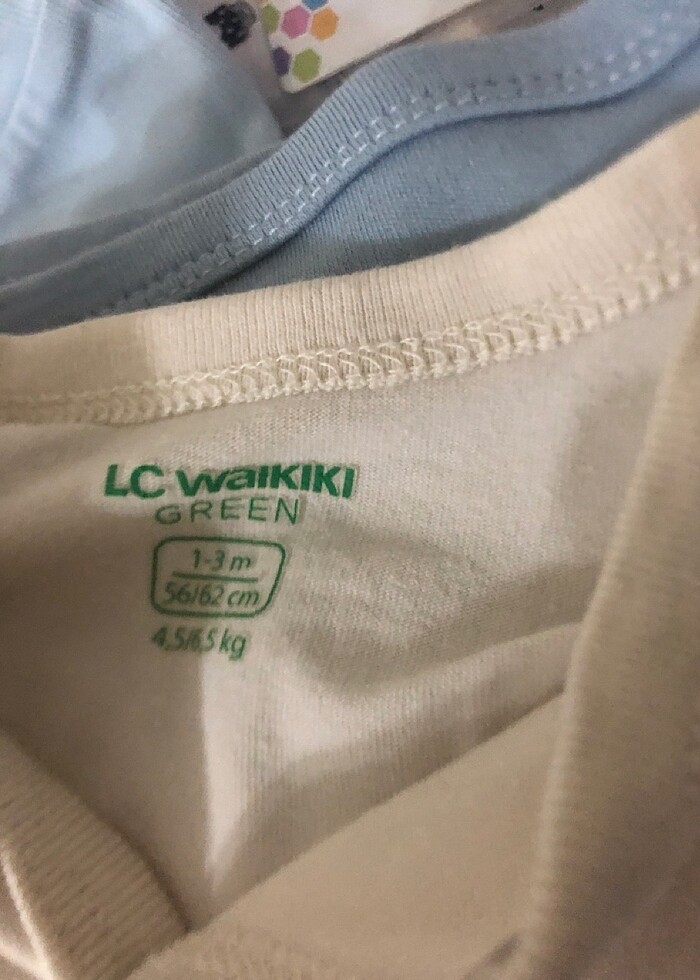 LC WAIKIKI
GREEN
1-3 m
56/62 cm
4,5/6,5 kg